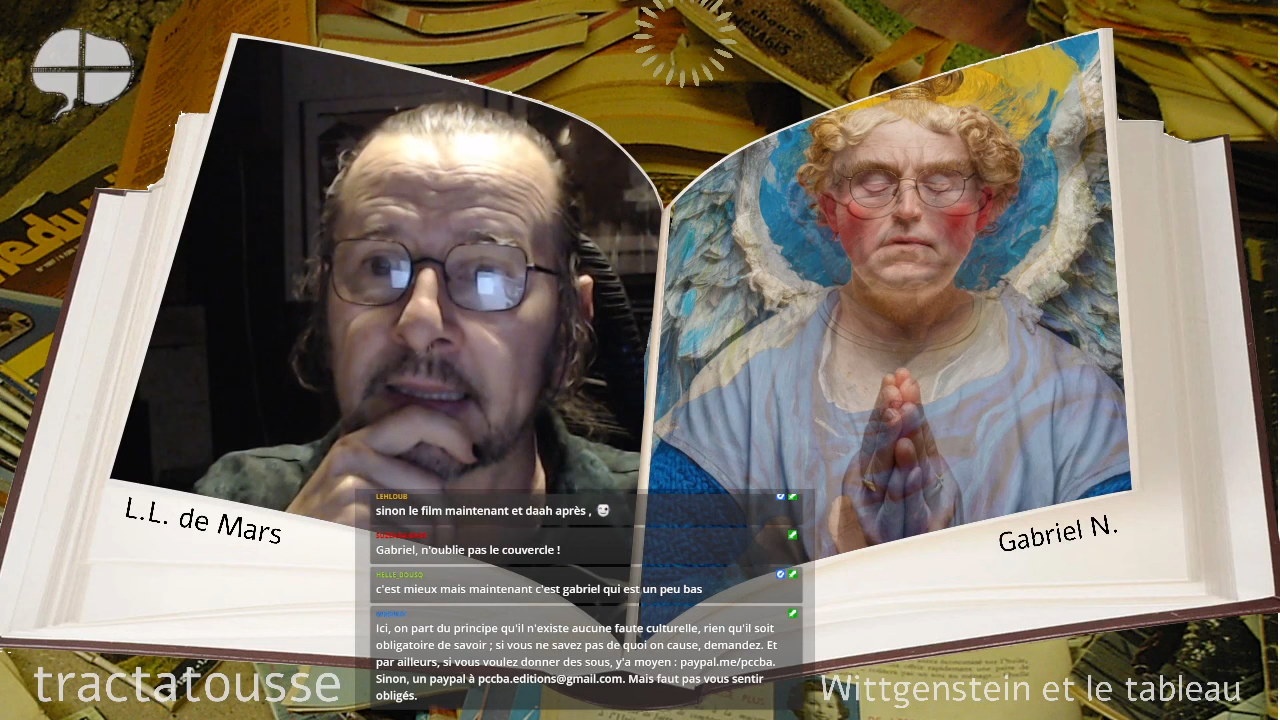 L.L. de Mars
Gabriel N.
LEHLOUB
sinon le film maintenant et daah après ,
Gabriel, n'oublie pas le couvercle !
HELLE-DOUSQ
c'est mieux mais maintenant c'est gabriel qui est un peu bas
Ici, on part du principe qu'il n'existe aucune faute culturelle, rien qu'il soit
obligatoire de savoir ; si vous ne savez pas de quoi on cause, demandez. Et
par ailleurs, si vous voulez donner des sous, y'a moyen : paypal.me/pccba.
Sinon, un paypal à pccba.editions@gmail.com. Mais faut pas vous sentir
obligés.
tractatousse
Wittgenstein et le tableau